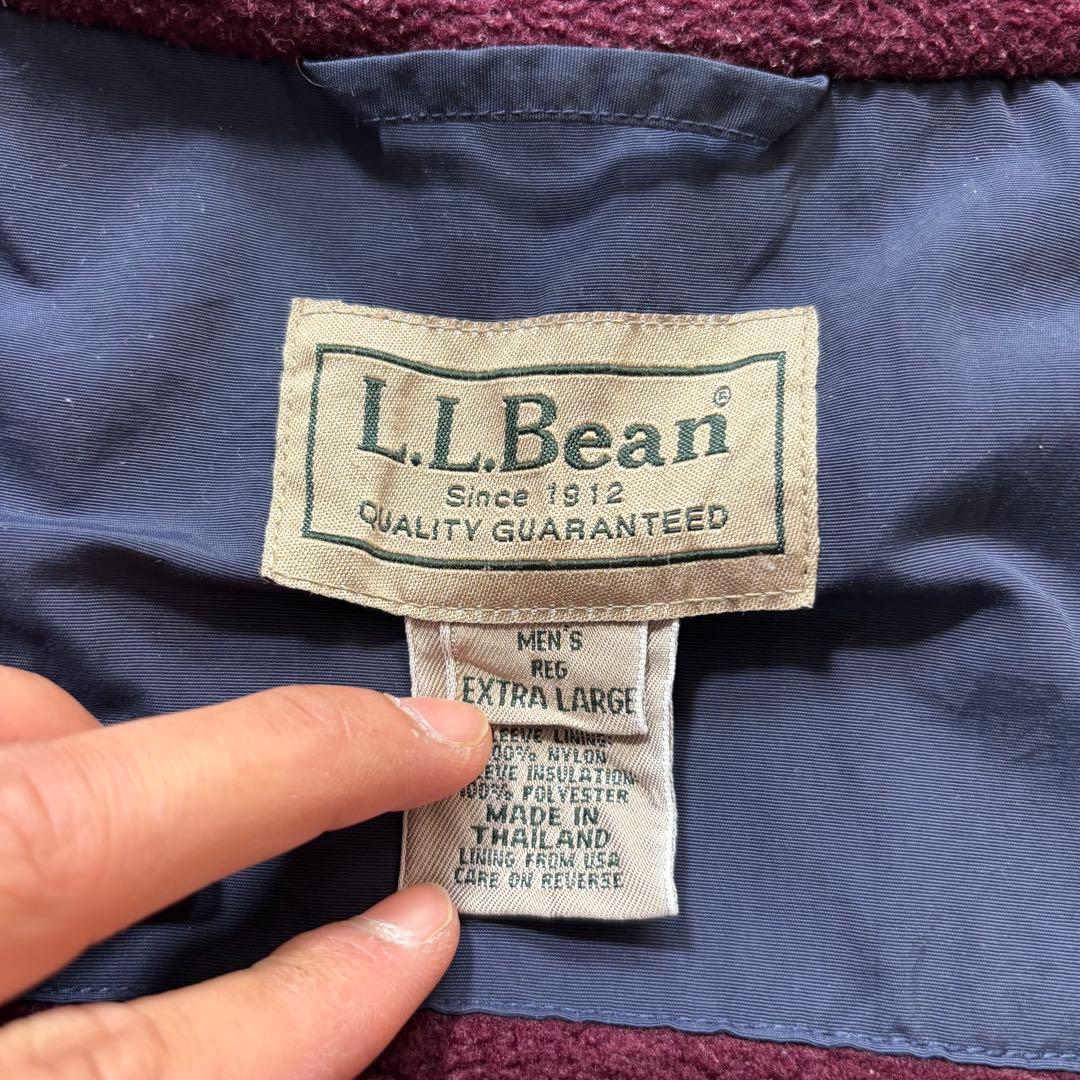 L.L.Bean®
Since 1912
QUALITY GUARANTEED
MEN'S
REG
EXTRA LARGE
LINING:
NYLON
INSULATION:
100% POLYESTER
MADE IN
THAILAND
LINING FROM USA
CARE ON REVERSE